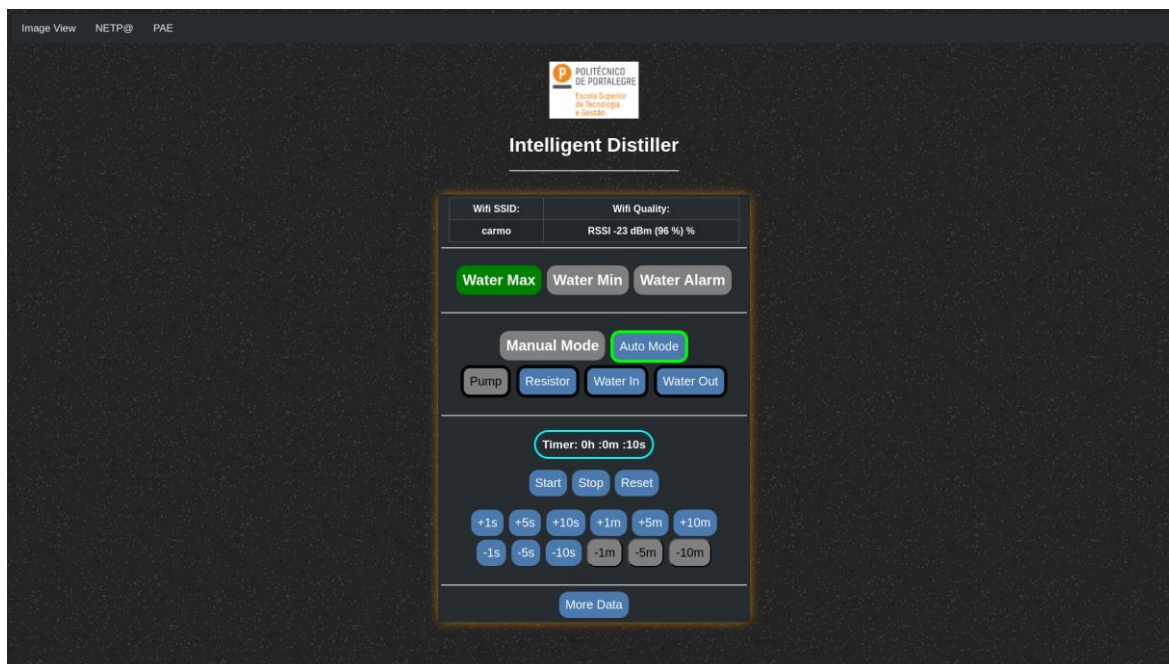 Image View NETP@ PAE
P POLITÉCNICO
DE PORTALEGRE
Escola Superior
de Tecnologia
e Gestão
Intelligent Distiller
Wifi SSID: Wifi Quality:
carmo RSSI -23 dBm (96 %) %
Water Max Water Min Water Alarm
Manual Mode Auto Mode
Pump Resistor Water In Water Out
Timer: 0h :0m :10s
Start Stop Reset
+1s +5s +10s +1m +5m +10m
-1s -5s -10s -1m -5m -10m
More Data